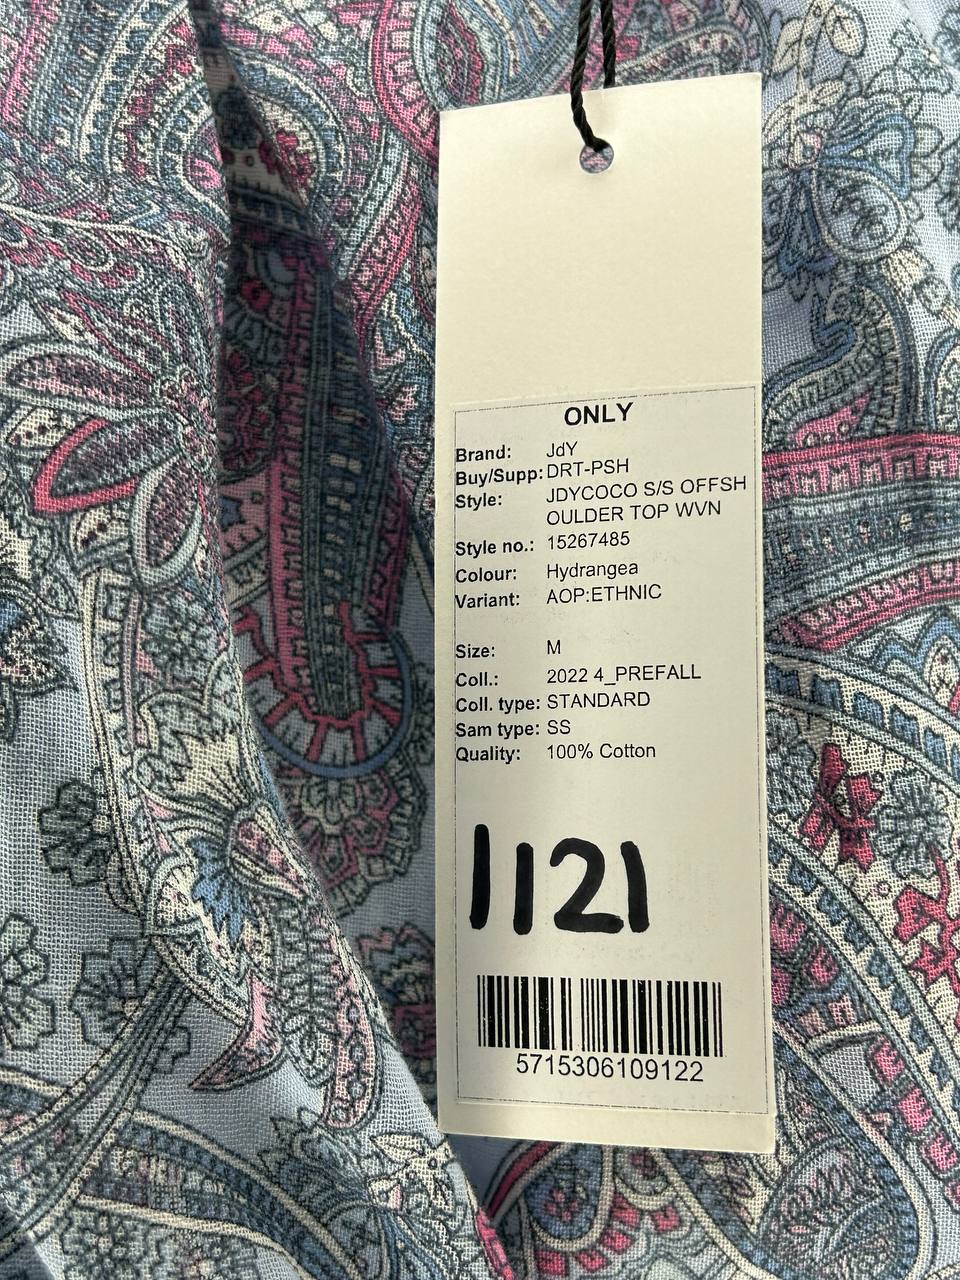 ONLY
Brand: JdY
Buy/Supp: DRT-PSH
Style: JDYCOCO S/S OFFSH
OULDER TOP WVN
Style no.: 15267485
Colour: Hydrangea
Variant: AOP:ETHNIC
Size: M
Coll.: 2022 4_PREFALL
Coll. type: STANDARD
Sam type: SS
Quality: 100% Cotton
1121
5715306109122